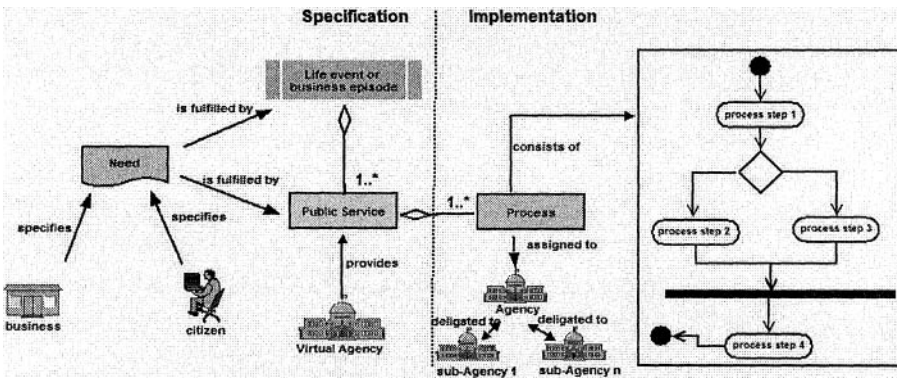 Specification
Implementation
Life event or
business episode
is fulfilled by
Need
is fulfilled by
1..*
Public Service
specifies
specifies
provides
business
citizen
Virtual Agency
consists of
1..*
Process
assigned to
Agency
deligated to
deligated to
sub-Agency 1
sub-Agency n
process step 1
process step 2
process step 3
process step 4